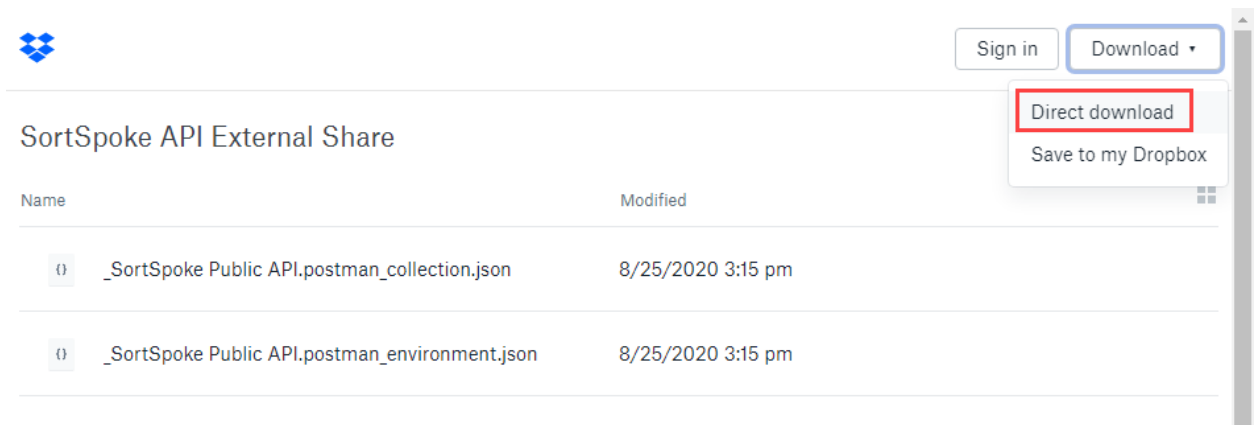 Sign in
Download
Direct download
Save to my Dropbox
SortSpoke API External Share
Name Modified
{} _SortSpoke Public API.postman_collection.json 8/25/2020 3:15 pm
{} _SortSpoke Public API.postman_environment.json 8/25/2020 3:15 pm